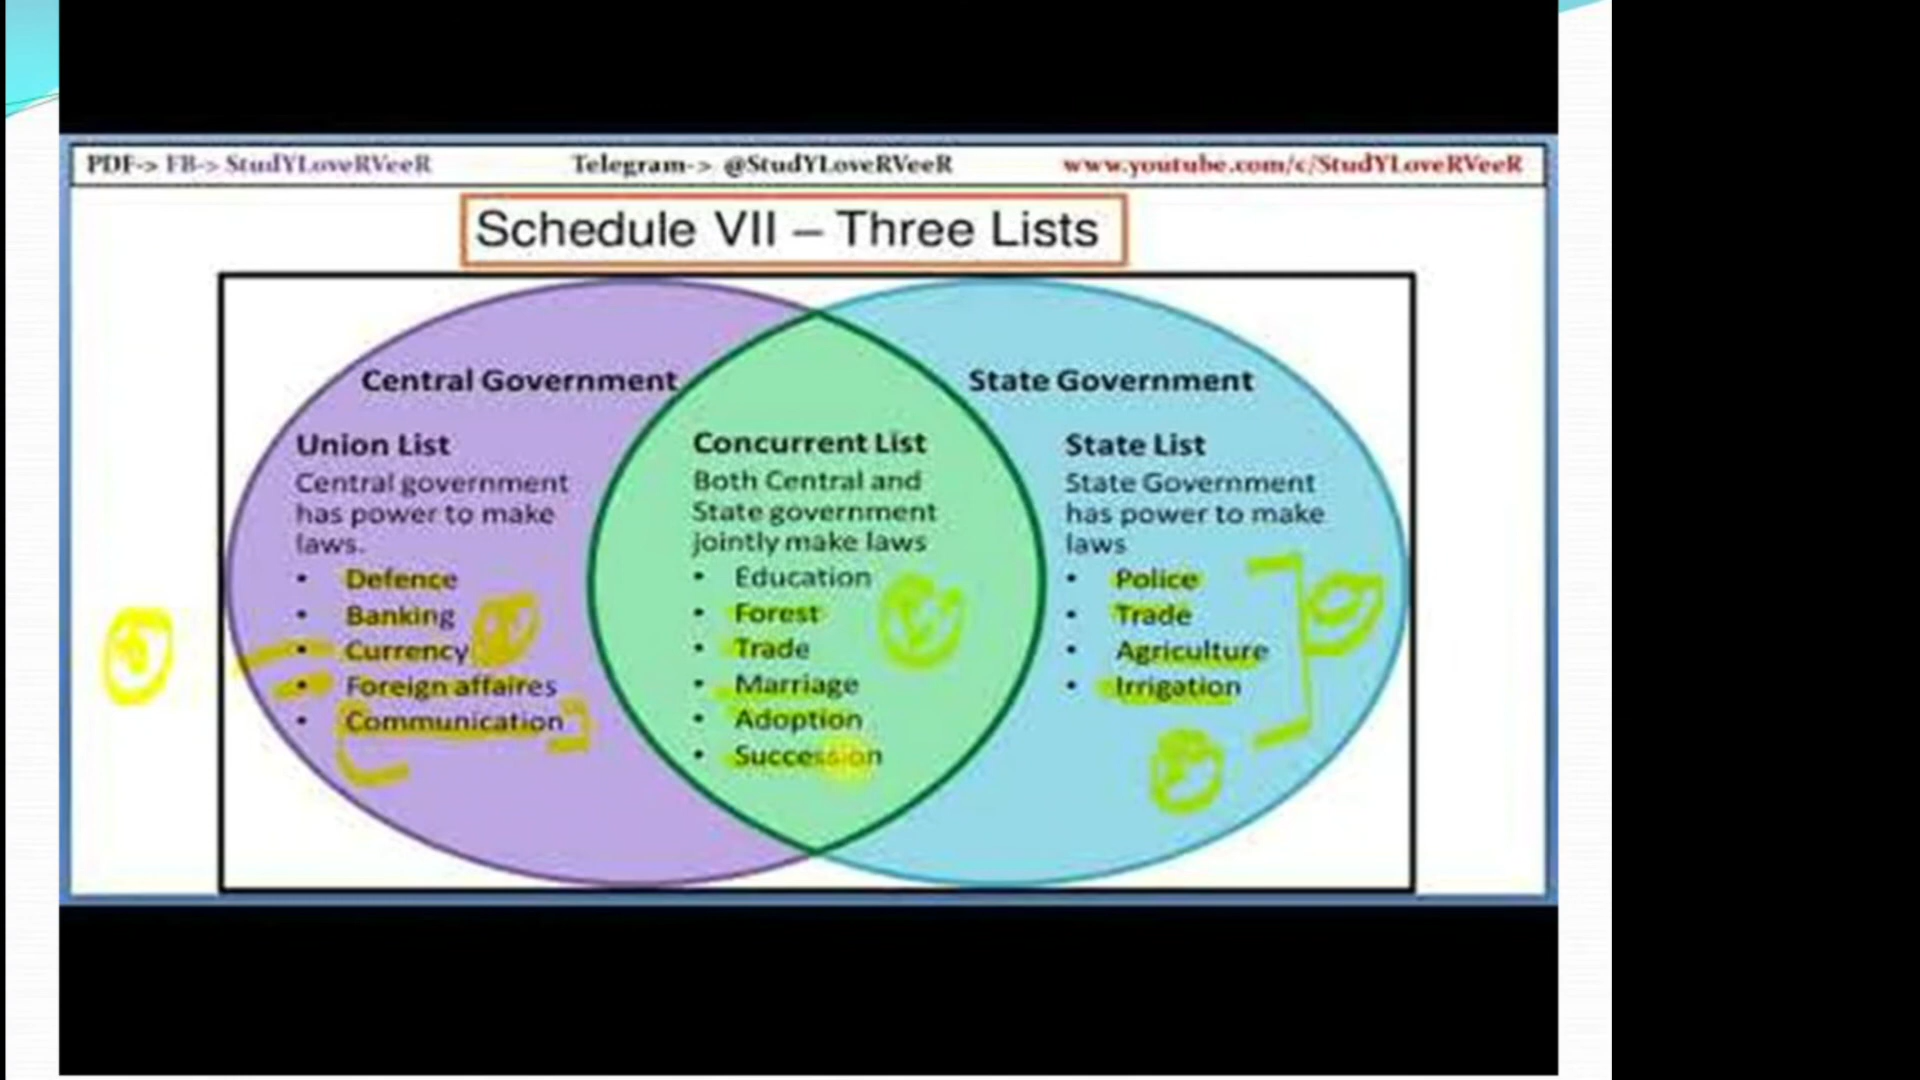 PDF-> FB-> StudYLoveRVeeR Telegram-> @StudYLoveRVeeR www.youtube.com/c/StudYLoveRVeeR
Schedule VII – Three Lists
Central Government
State Government
Union List
Central government
has power to make
laws.
• Defence
• Banking
• Currency
• Foreign affaires
• Communication
Concurrent List
Both Central and
State government
jointly make laws
• Education
• Forest
• Trade
• Marriage
• Adoption
• Succession
State List
State Government
has power to make
laws
• Police
• Trade
• Agriculture
• Irrigation